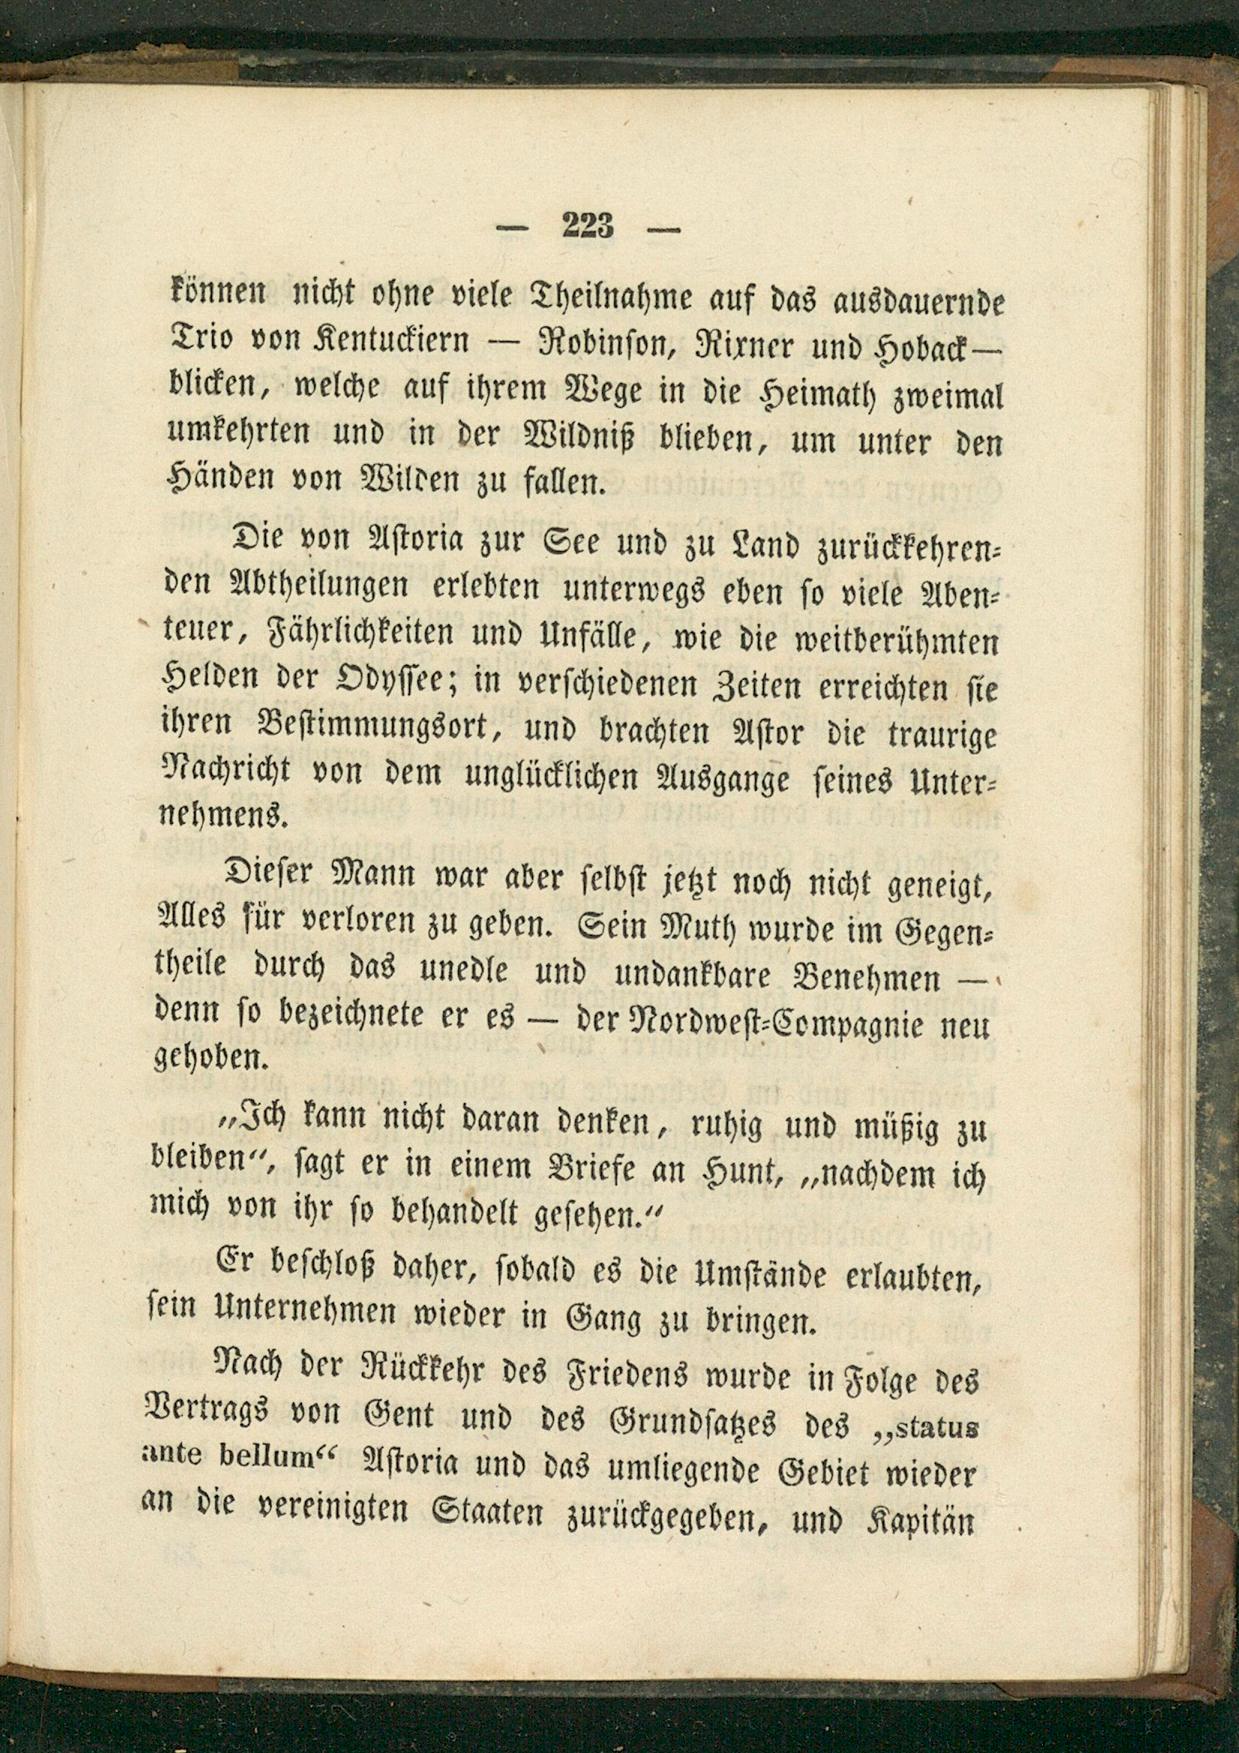 — 223 —
können nicht ohne viele Theilnahme auf das ausdauernde
Trio von Kentuckiern — Robinson, Rixner und Hoback —
blicken, welche auf ihrem Wege in die Heimath zweimal
umkehrten und in der Wildniß blieben, um unter den
Händen von Wilden zu fallen.
Die von Astoria zur See und zu Land zurückkehren-
den Abtheilungen erlebten unterwegs eben so viele Aben-
teuer, Fährlichkeiten und Unfälle, wie die weitberühmten
Helden der Odyssee; in verschiedenen Zeiten erreichten sie
ihren Bestimmungsort, und brachten Astor die traurige
Nachricht von dem unglücklichen Ausgange seines Unter-
nehmens.
Dieser Mann war aber selbst jetzt noch nicht geneigt,
Alles für verloren zu geben. Sein Muth wurde im Gegen-
theile durch das unedle und undankbare Benehmen —
denn so bezeichnete er es — der Nordwest-Compagnie neu
gehoben.
„Ich kann nicht daran denken, ruhig und müßig zu
bleiben“, sagt er in einem Briefe an Hunt, „nachdem ich
mich von ihr so behandelt gesehen.“
Er beschloß daher, sobald es die Umstände erlaubten,
sein Unternehmen wieder in Gang zu bringen.
Nach der Rückkehr des Friedens wurde in Folge des
Vertrags von Gent und des Grundsatzes des „status
ante bellum“ Astoria und das umliegende Gebiet wieder
an die vereinigten Staaten zurückgegeben, und Kapitän